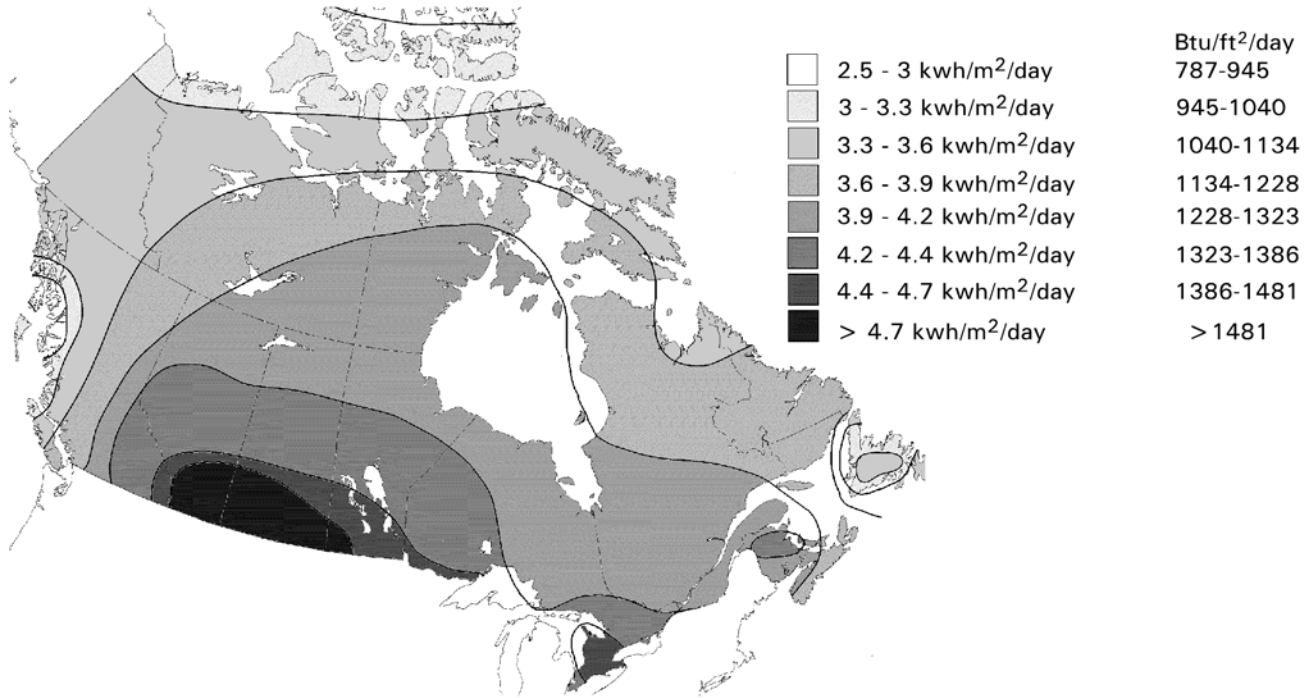 Btu/ft²/day
2.5 - 3 kwh/m²/day 787-945
3 - 3.3 kwh/m²/day 945-1040
3.3 - 3.6 kwh/m²/day 1040-1134
3.6 - 3.9 kwh/m²/day 1134-1228
3.9 - 4.2 kwh/m²/day 1228-1323
4.2 - 4.4 kwh/m²/day 1323-1386
4.4 - 4.7 kwh/m²/day 1386-1481
> 4.7 kwh/m²/day >1481